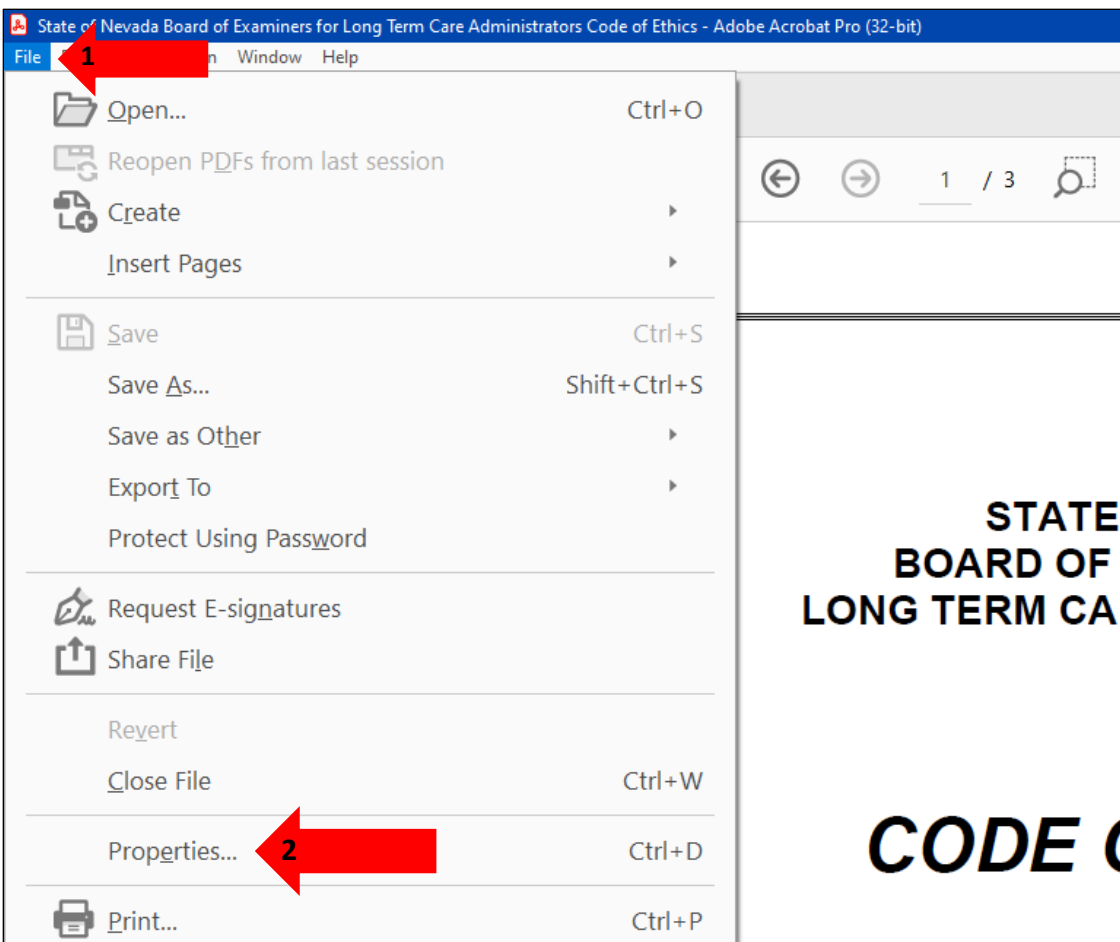 State of Nevada Board of Examiners for Long Term Care Administrators Code of Ethics - Adobe Acrobat Pro (32-bit)
File 1 Window Help
Open... Ctrl+O
Reopen PDFs from last session
Create
Insert Pages
Save Ctrl+S
Save As... Shift+Ctrl+S
Save as Other
Export To
Protect Using Password
Request E-signatures
Share File
Revert
Close File Ctrl+W
Properties... 2 Ctrl+D
Print... Ctrl+P
1 / 3
STATE
BOARD OF
LONG TERM CA
CODE